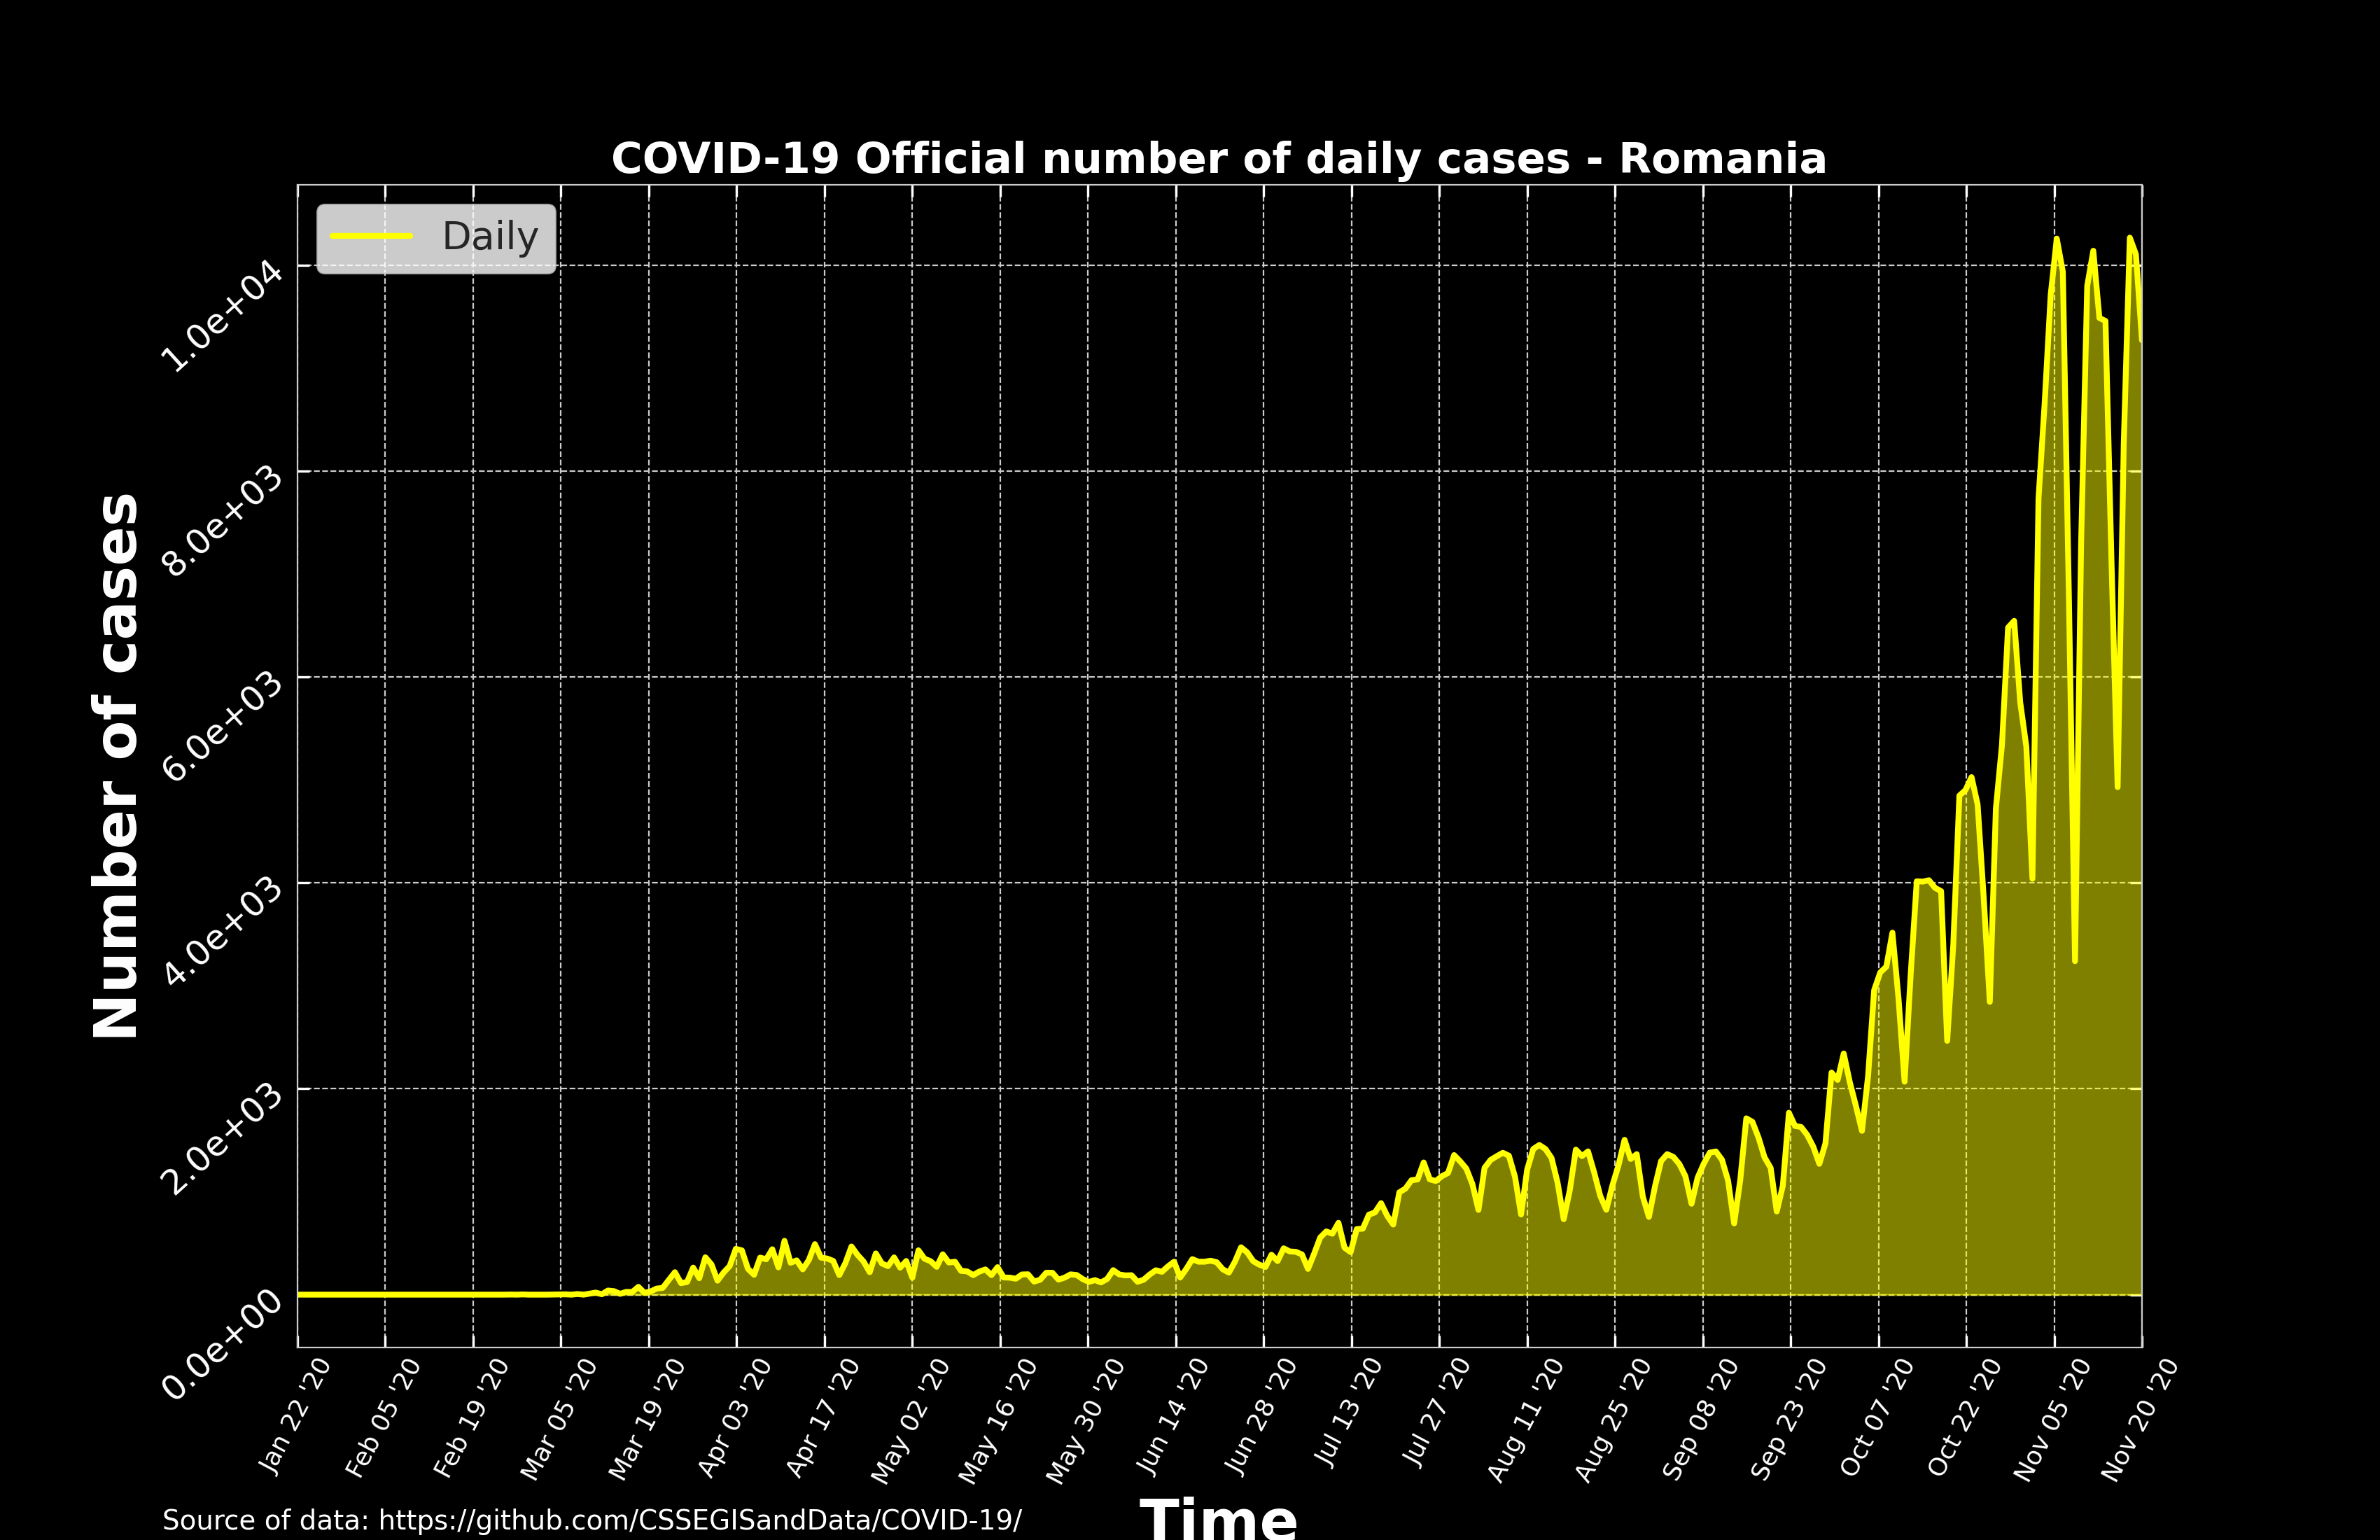 COVID-19 Official number of daily cases - Romania
Daily
Number of cases
1.0e+04
8.0e+03
6.0e+03
4.0e+03
2.0e+03
0.0e+00
Jan 22 '20
Feb 05 '20
Feb 19 '20
Mar 05 '20
Mar 19 '20
Apr 03 '20
Apr 17 '20
May 02 '20
May 16 '20
May 30 '20
Jun 14 '20
Jun 28 '20
Jul 13 '20
Jul 27 '20
Aug 11 '20
Aug 25 '20
Sep 08 '20
Sep 23 '20
Oct 07 '20
Oct 22 '20
Nov 05 '20
Nov 20 '20
Time
Source of data: https://github.com/CSSEGISandData/COVID-19/